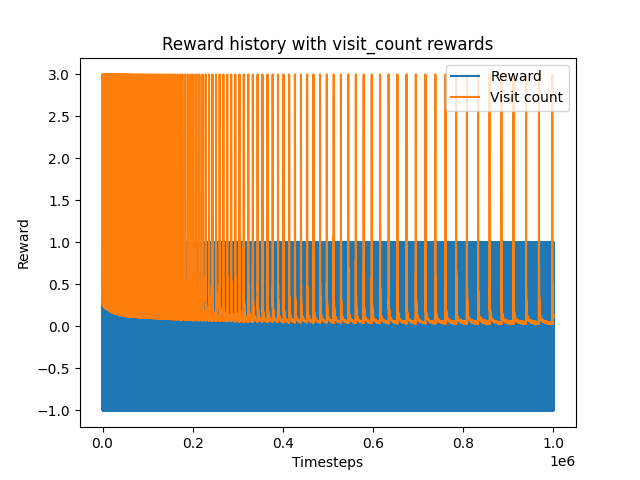 Reward history with visit_count rewards
Reward
Visit count
3.0
2.5
2.0
1.5
1.0
0.5
0.0
−0.5
−1.0
Reward
0.0 0.2 0.4 0.6 0.8 1.0
1e6
Timesteps